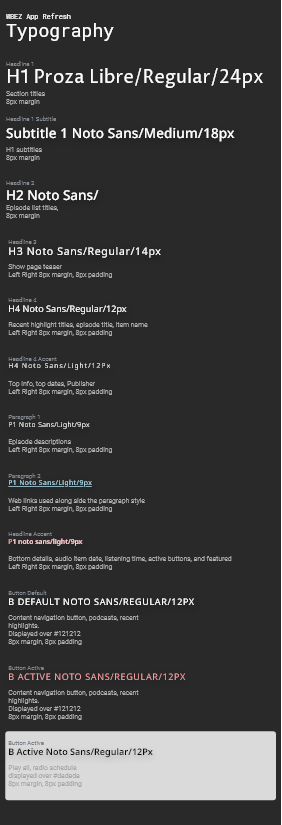 WBEZ App Refresh
Typography
Headline 1
H1 Proza Libre/Regular/24px
Section titles
8px margin
Headline 1 Subtitle
Subtitle 1 Noto Sans/Medium/18px
H1 subtitles
8px margin
Headline 2
H2 Noto Sans/
Episode list titles,
8px margin
Headline 3
H3 Noto Sans/Regular/14px
Show page teaser
Left Right 8px margin, 8px padding
Headline 4
H4 Noto Sans/Regular/12px
Recent highlight titles, episode title, item name
Left Right 8px margin, 8px padding
Headline 4 Accent
H4 Noto Sans/Light/12Px
Top info, top dates, Publisher
Left Right 8px margin, 8px padding
Paragraph 1
P1 Noto Sans/Light/9px
Episode descriptions
Left Right 8px margin, 8px padding
Paragraph 2
P1 Noto Sans/Light/9px
Web links used along side the paragraph style
Left Right 8px margin, 8px padding
Headline Accent
P1 noto sans/light/9px
Bottom details, audio item date, listening time, active buttons, and featured
Left Right 8px margin, 8px padding
Button Default
B DEFAULT NOTO SANS/REGULAR/12PX
Content navigation button, podcasts, recent
highlights.
Displayed over #121212
8px margin, 8px padding
Button Active
B ACTIVE NOTO SANS/REGULAR/12PX
Content navigation button, podcasts, recent
highlights.
Displayed over #121212
8px margin, 8px padding
Button Active
B Active Noto Sans/Regular/12Px
Play all, radio schedule
displayed over #dadada
8px margin, 8px padding